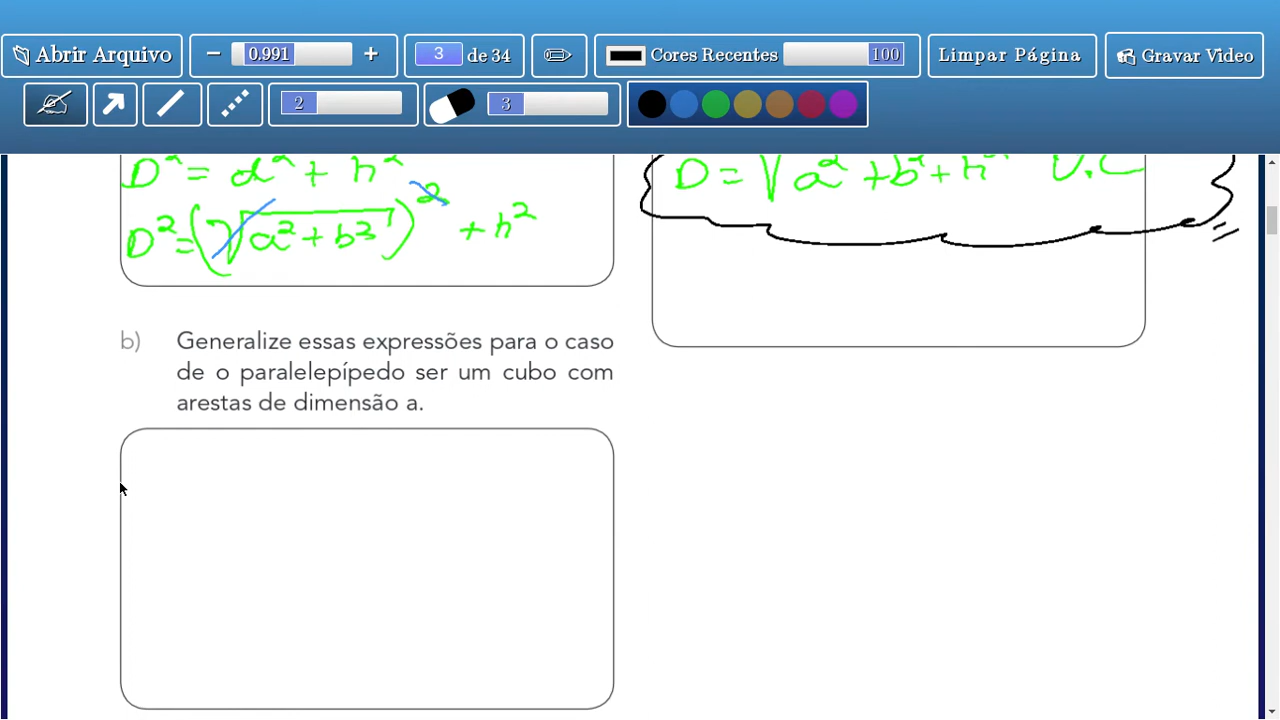 Abrir Arquivo − 0.991 + 3 de 34 Cores Recentes 100 Limpar Página Gravar Video
2 3
D² = d² + h²
D² = (√a² + b²)² + h²
D = √a² + b² + h² U.C
b) Generalize essas expressões para o caso
de o paralelepípedo ser um cubo com
arestas de dimensão a.